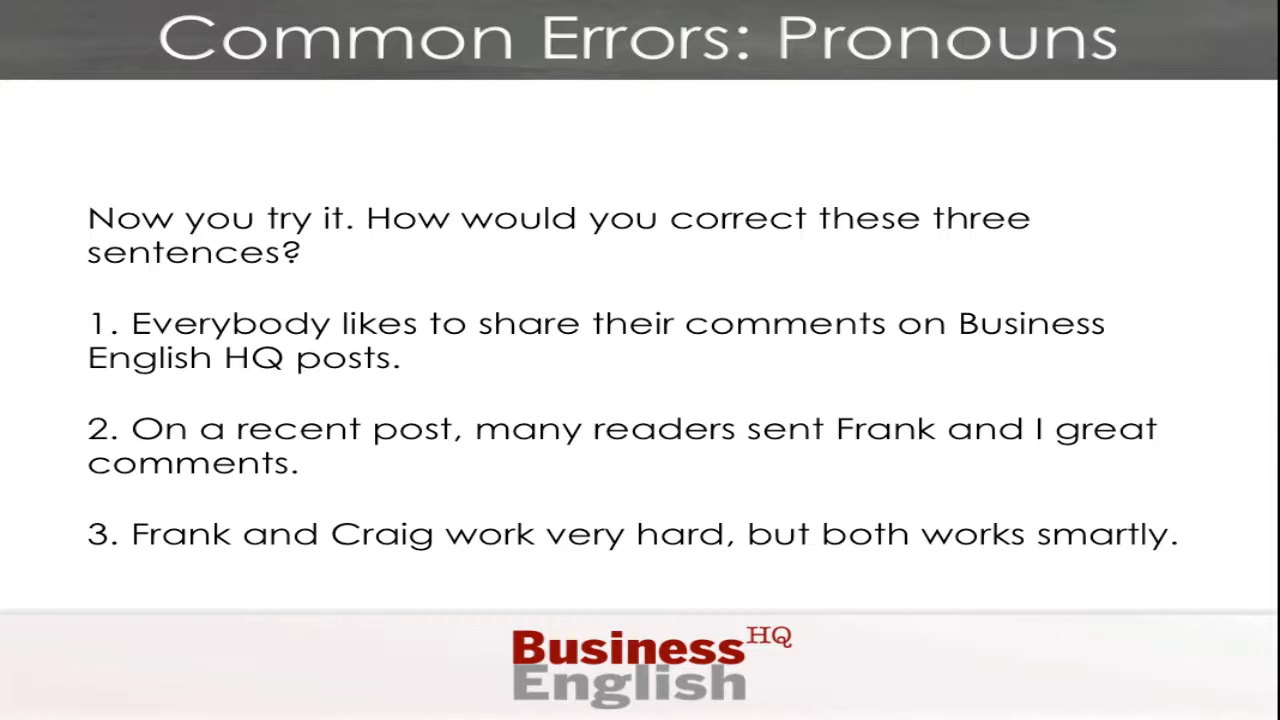 Common Errors: Pronouns
Now you try it. How would you correct these three
sentences?
1. Everybody likes to share their comments on Business
English HQ posts.
2. On a recent post, many readers sent Frank and I great
comments.
3. Frank and Craig work very hard, but both works smartly.
Business HQ
English